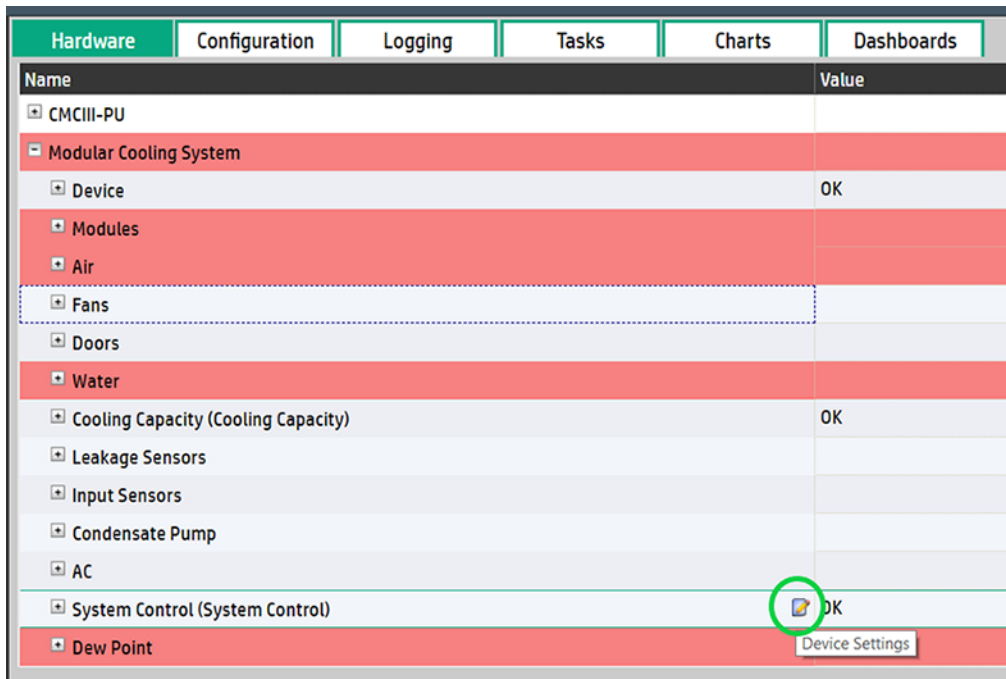 Hardware Configuration Logging Tasks Charts Dashboards
Name Value
CMCIII-PU
Modular Cooling System
Device OK
Modules
Air
Fans
Doors
Water
Cooling Capacity (Cooling Capacity) OK
Leakage Sensors
Input Sensors
Condensate Pump
AC
System Control (System Control) OK
Device Settings
Dew Point